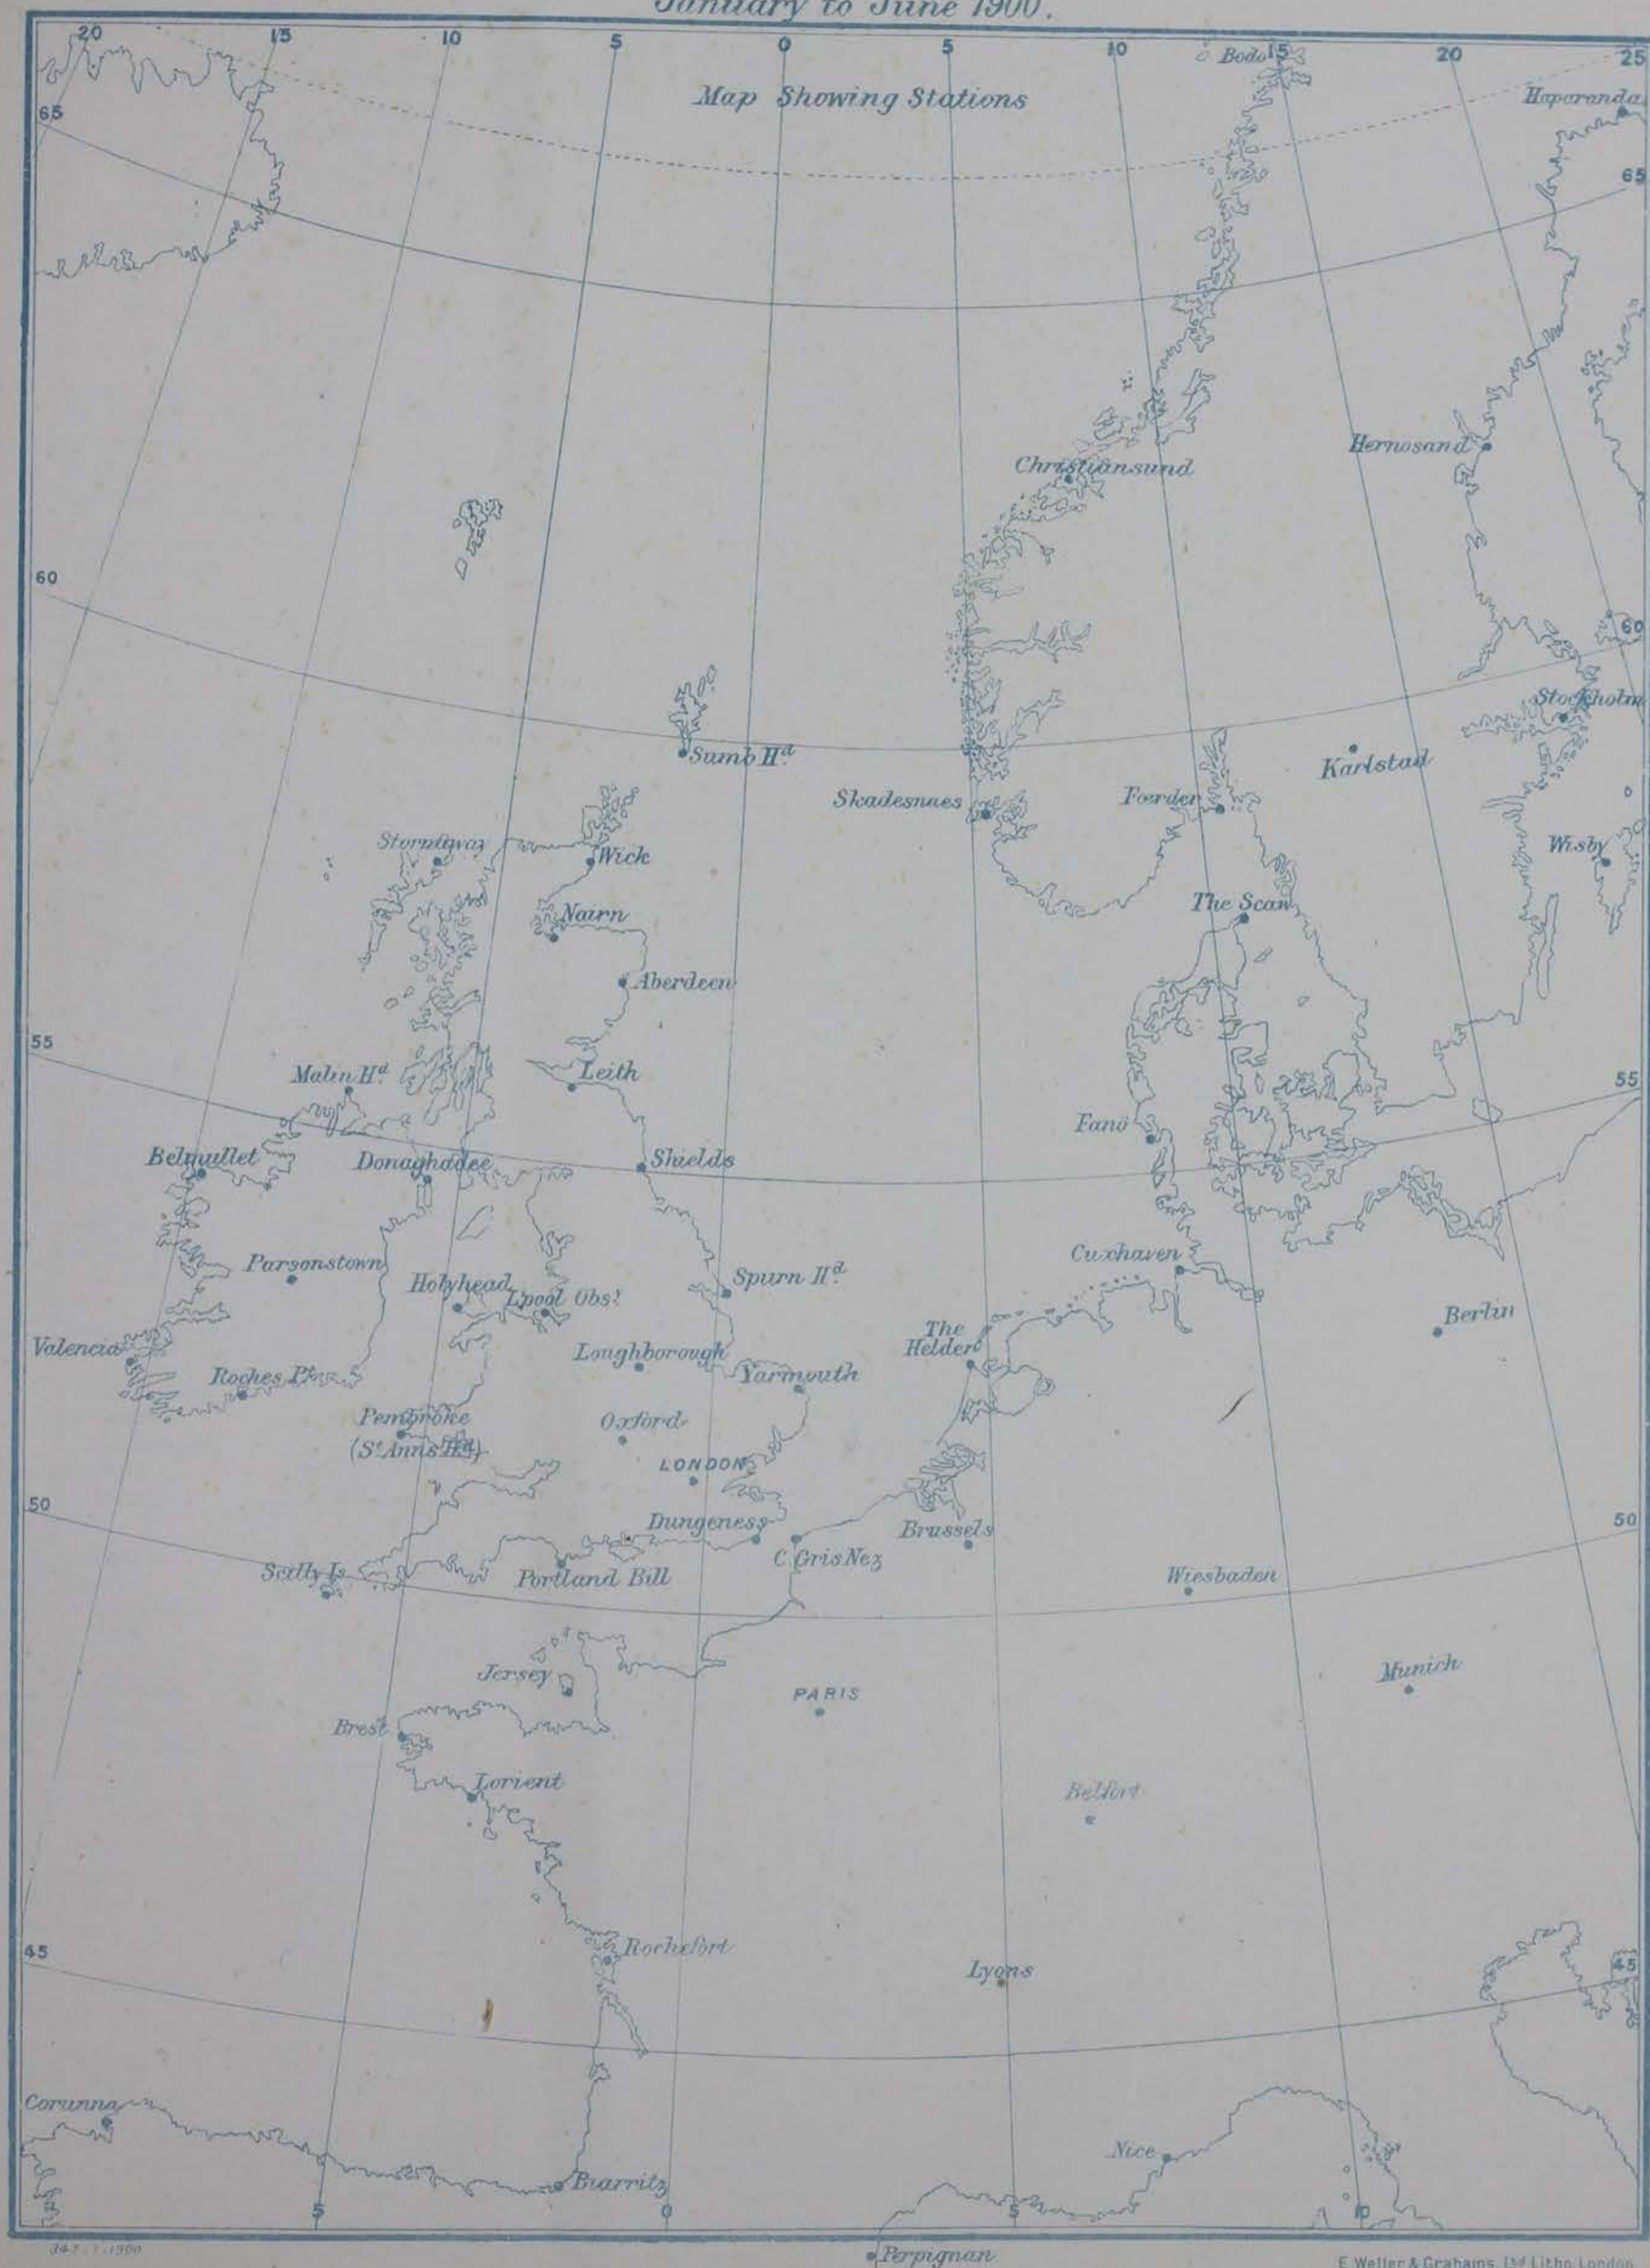 January to June 1900.
20 15 10 5 0 5 10 15 20 25
Bodo
Map Showing Stations
Haparanda
65
65
Hernosand
Christiansund
60
60
Stockholm
Sumb Hd.
Karlstad
Skadesnaes
Færder
Stornoway
Wick
Wisby
Nairn
The Scaw
Aberdeen
55
Malin Hd.
Leith
55
Fanö
Belmullet
Donaghadee
Shields
Parsonstown
Holyhead
L'pool Obsy.
Spurn Hd.
Cuxhaven
Berlin
The
Helder
Valencia
Roches Pt.
Loughborough
Yarmouth
Pembroke
(St. Ann's Hd.)
Oxford
LONDON
50
50
Dungeness
C. Gris Nez
Brussels
Scilly Is.
Portland Bill
Wiesbaden
Jersey
PARIS
Munich
Brest
Lorient
Belfort
45
45
Rochefort
Lyons
Corunna
Nice
Biarritz
5 0 5 10
Perpignan
E. Weller & Grahams, Ltd. Litho. London